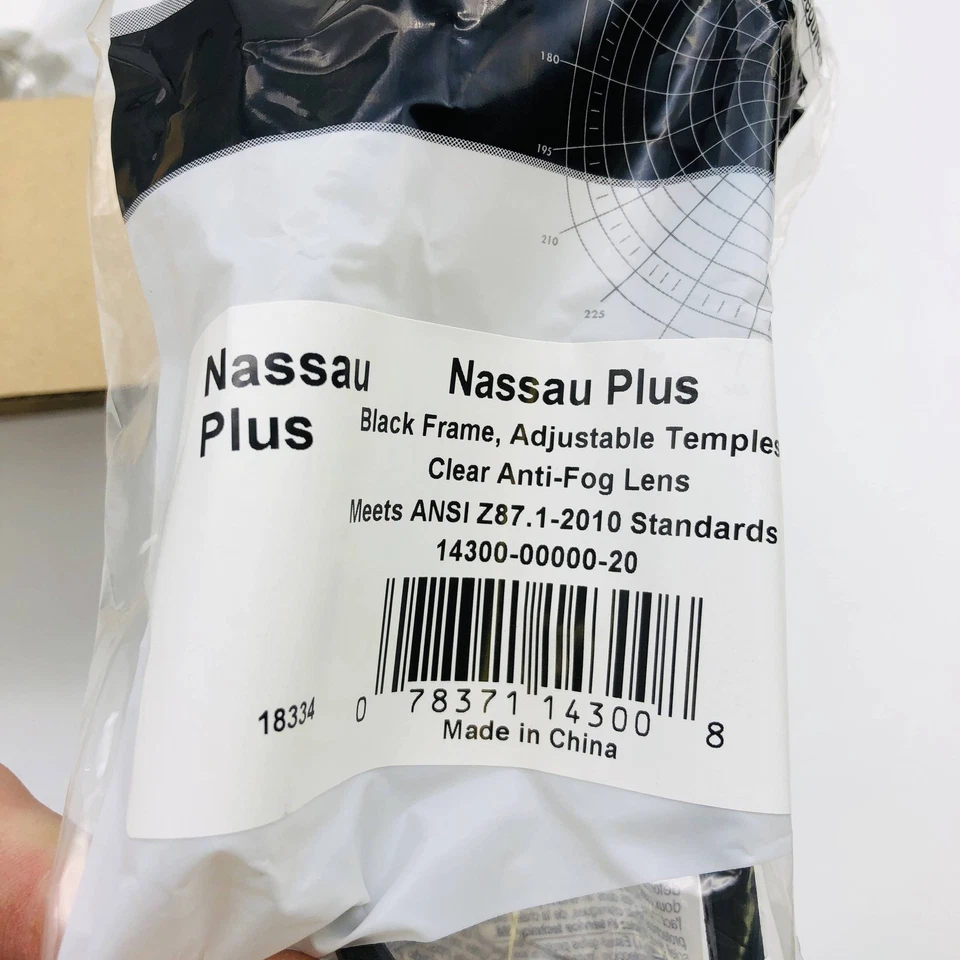 180
195
210
225
Nassau
Plus
Nassau Plus
Black Frame, Adjustable Temples
Clear Anti-Fog Lens
Meets ANSI Z87.1-2010 Standards
14300-00000-20
18334
0 78371 14300 8
Made in China